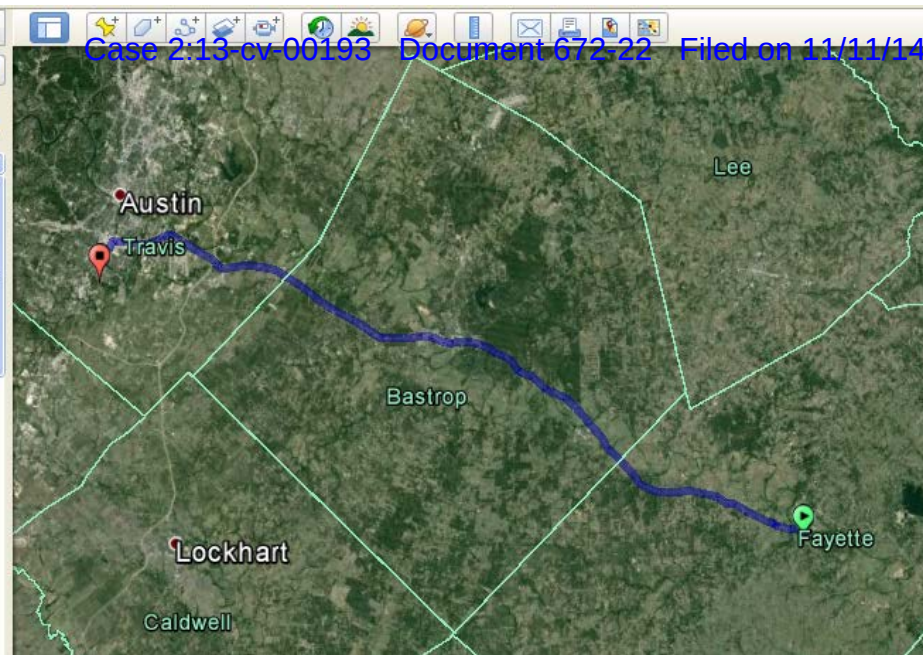 Case 2:13-cv-00193 Document 672-22 Filed on 11/11/14
Lee
Austin
Travis
Bastrop
Fayette
Lockhart
Caldwell